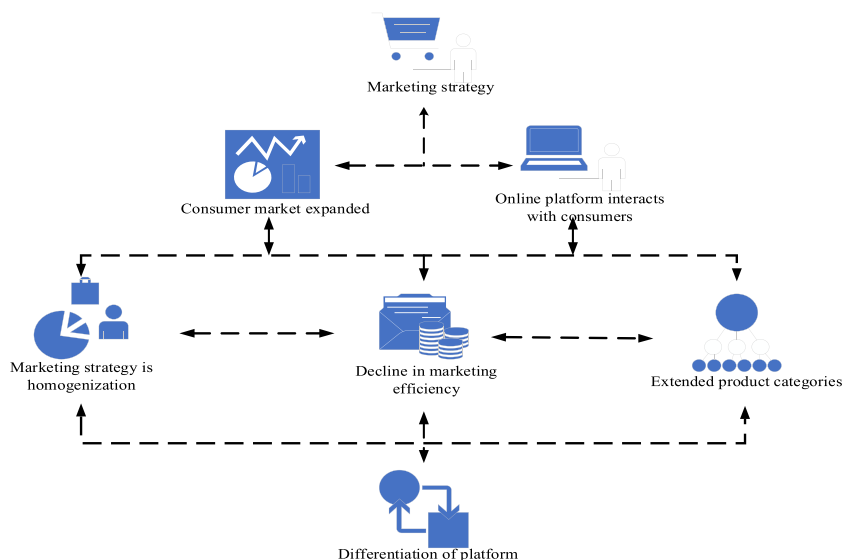 Marketing strategy
Consumer market expanded
Online platform interacts
with consumers
Marketing strategy is
homogenization
Decline in marketing
efficiency
Extended product categories
Differentiation of platform